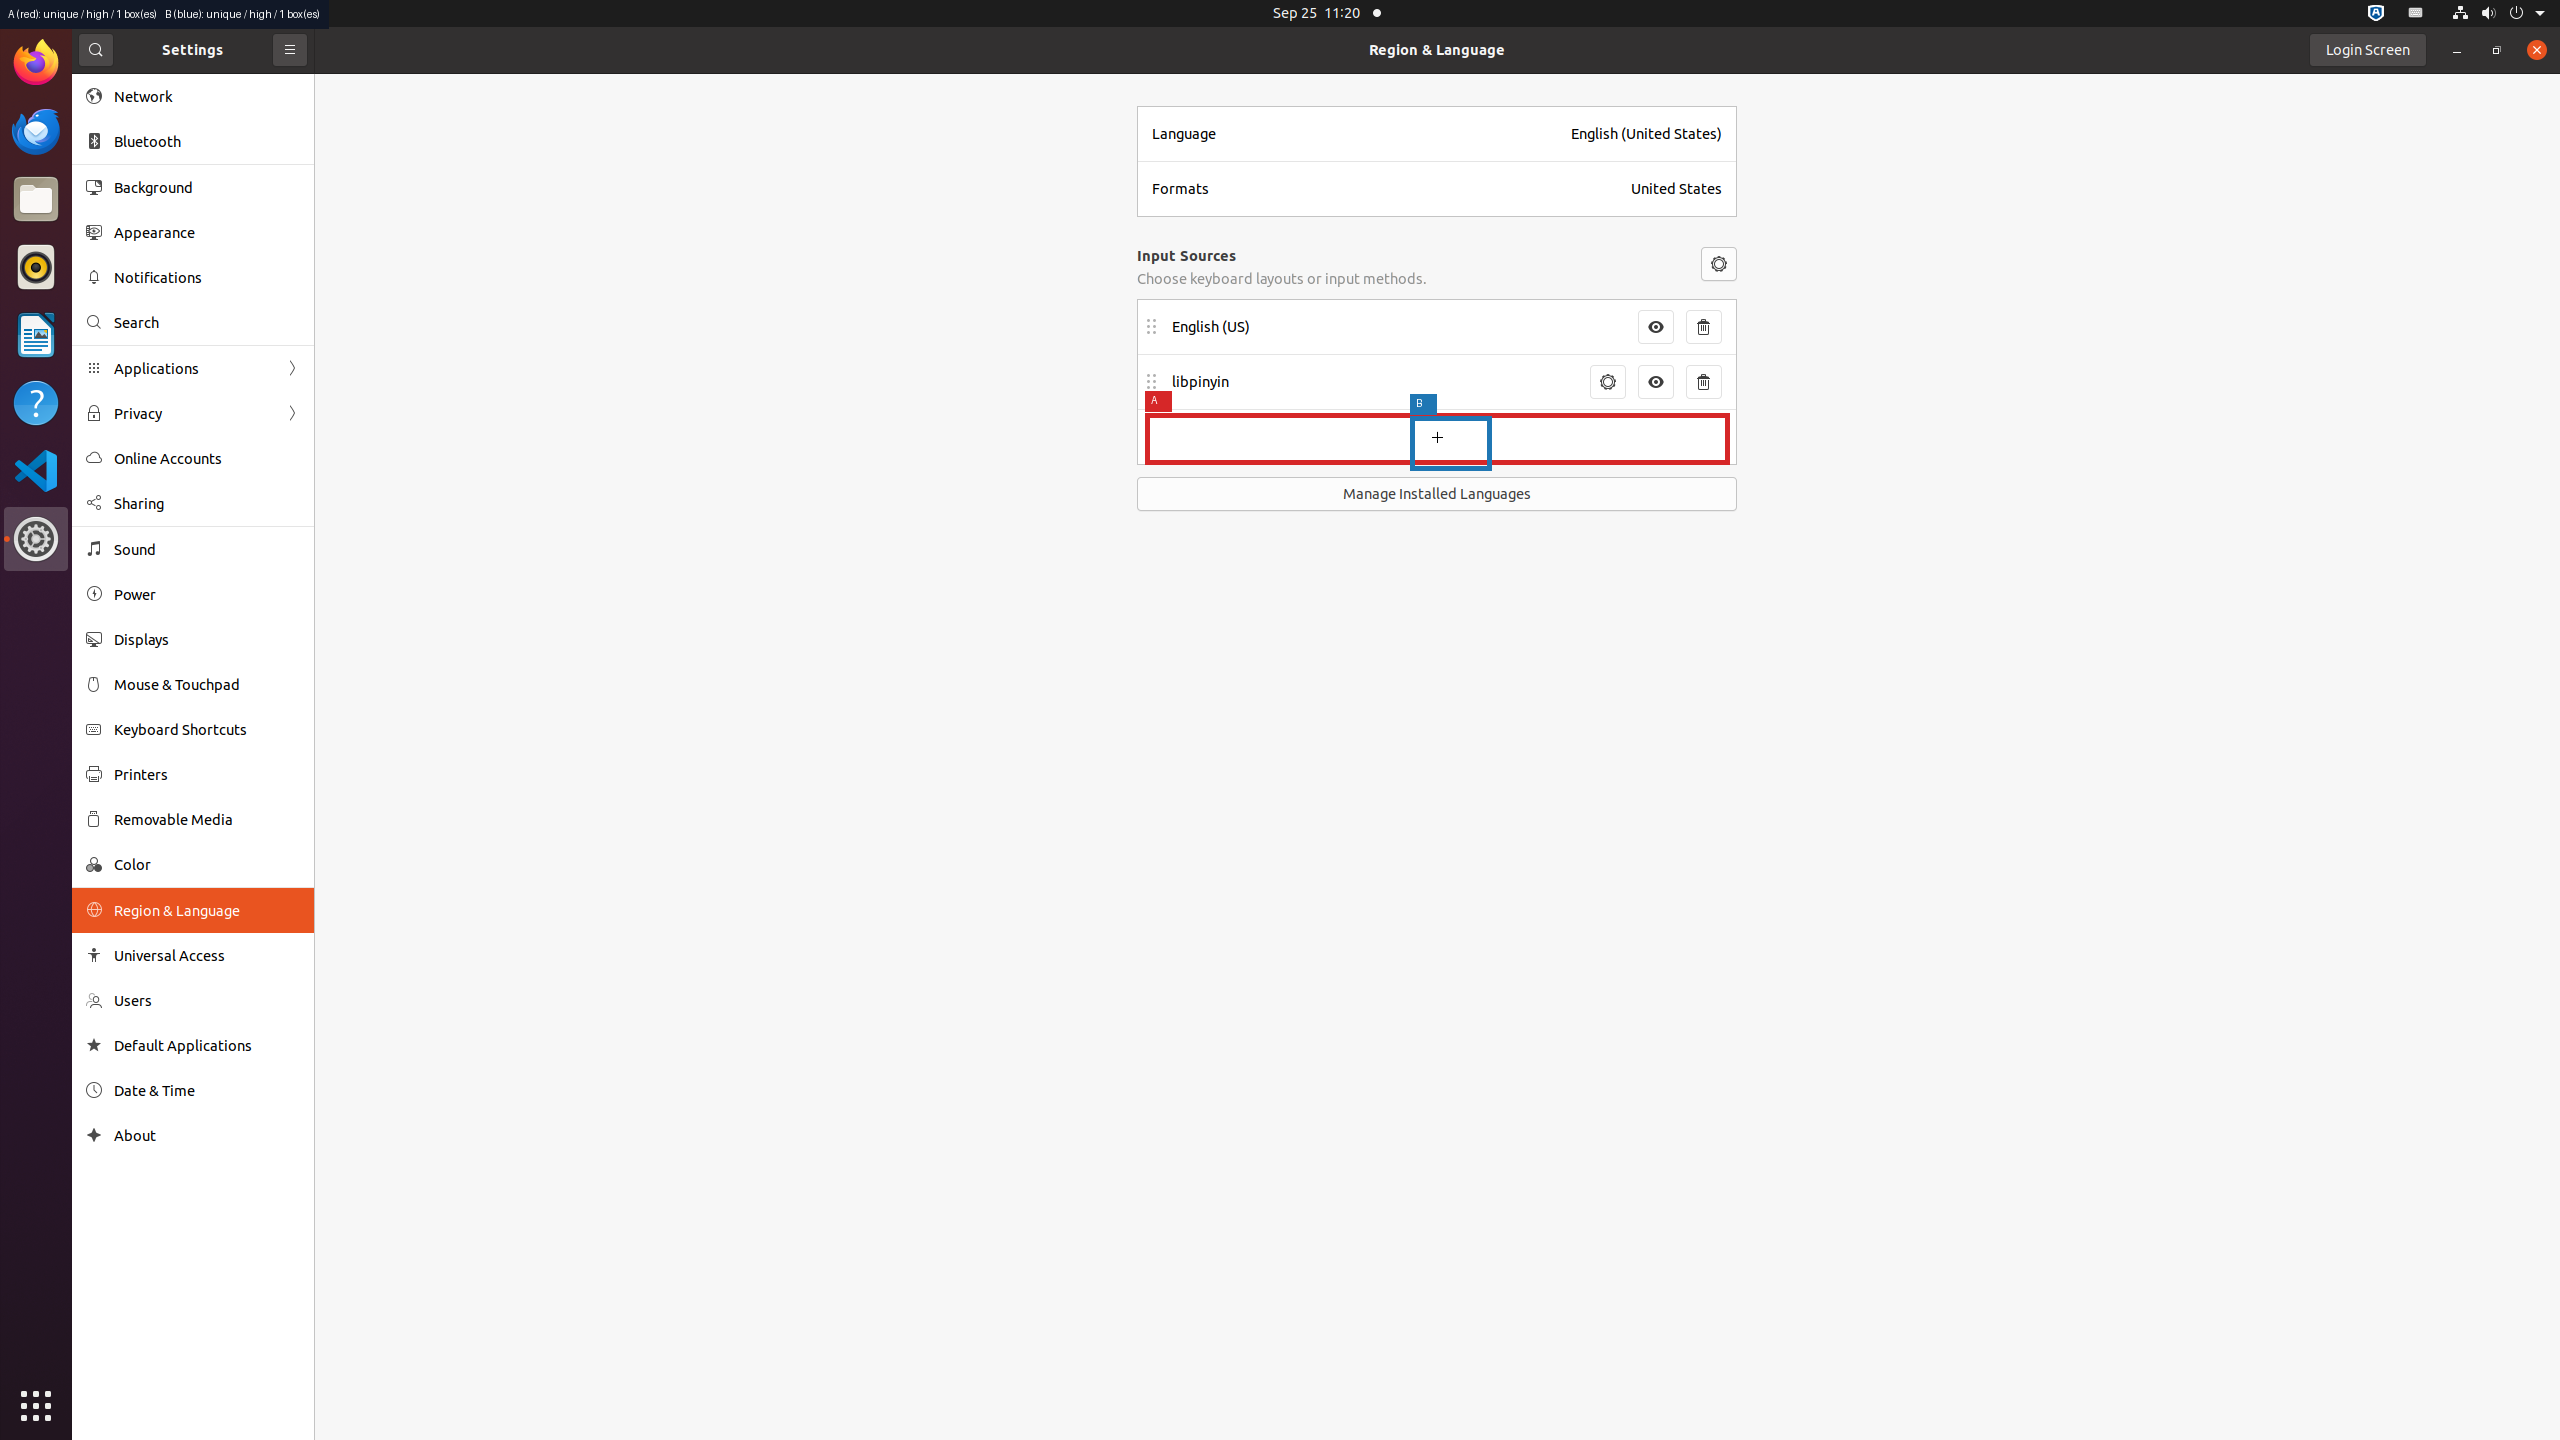 A (red): unique / high / 1 box(es) B (blue): unique / high / 1 box(es)
Sep 25 11:20
Settings
Region & Language
Login Screen
Network
Bluetooth
Background
Appearance
Notifications
Search
Applications
Privacy
Online Accounts
Sharing
Sound
Power
Displays
Mouse & Touchpad
Keyboard Shortcuts
Printers
Removable Media
Color
Region & Language
Universal Access
Users
Default Applications
Date & Time
About
Language English (United States)
Formats United States
Input Sources
Choose keyboard layouts or input methods.
English (US)
libpinyin
A
B
Manage Installed Languages